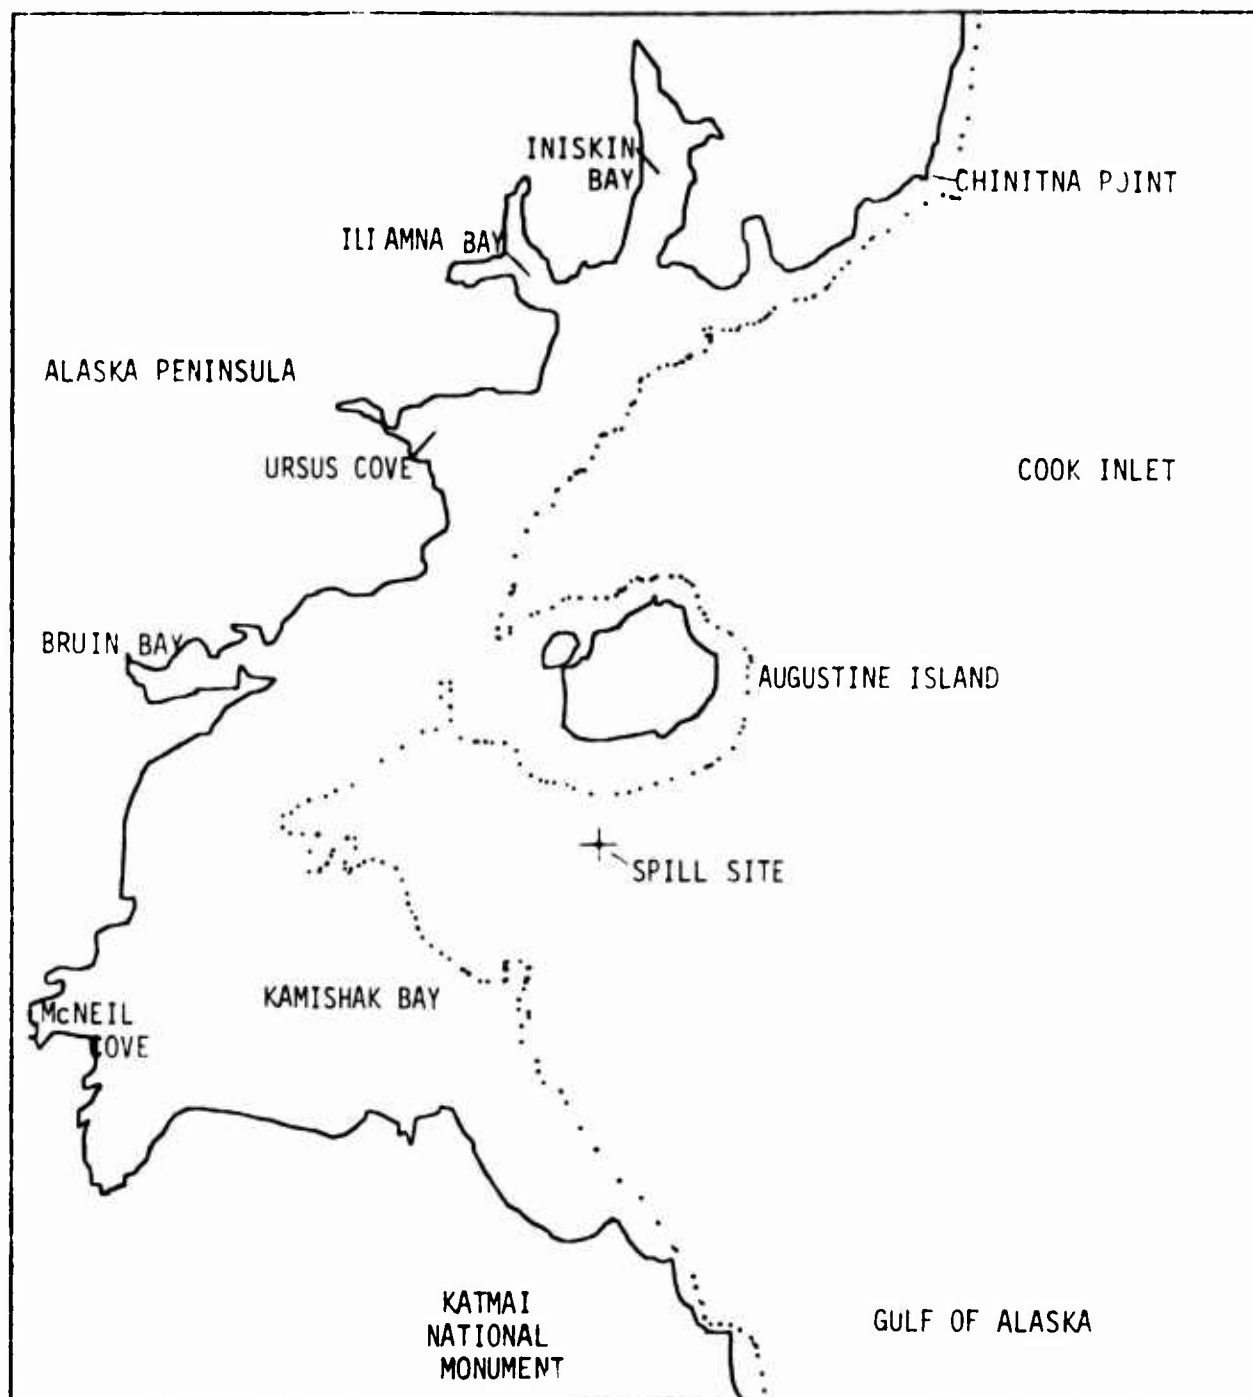 INISKIN
BAY
CHINITNA POINT
ILIAMNA BAY
ALASKA PENINSULA
URSUS COVE
COOK INLET
BRUIN BAY
AUGUSTINE ISLAND
SPILL SITE
KAMISHAK BAY
McNEIL
COVE
KATMAI
NATIONAL
MONUMENT
GULF OF ALASKA